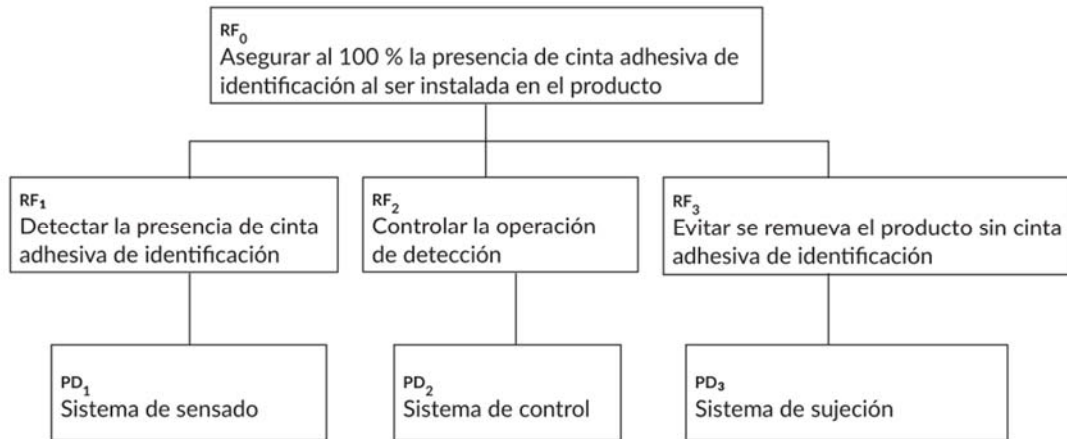 RF₀
Asegurar al 100 % la presencia de cinta adhesiva de
identificación al ser instalada en el producto
RF₁
Detectar la presencia de cinta
adhesiva de identificación
RF₂
Controlar la operación
de detección
RF₃
Evitar se remueva el producto sin cinta
adhesiva de identificación
PD₁
Sistema de sensado
PD₂
Sistema de control
PD₃
Sistema de sujeción